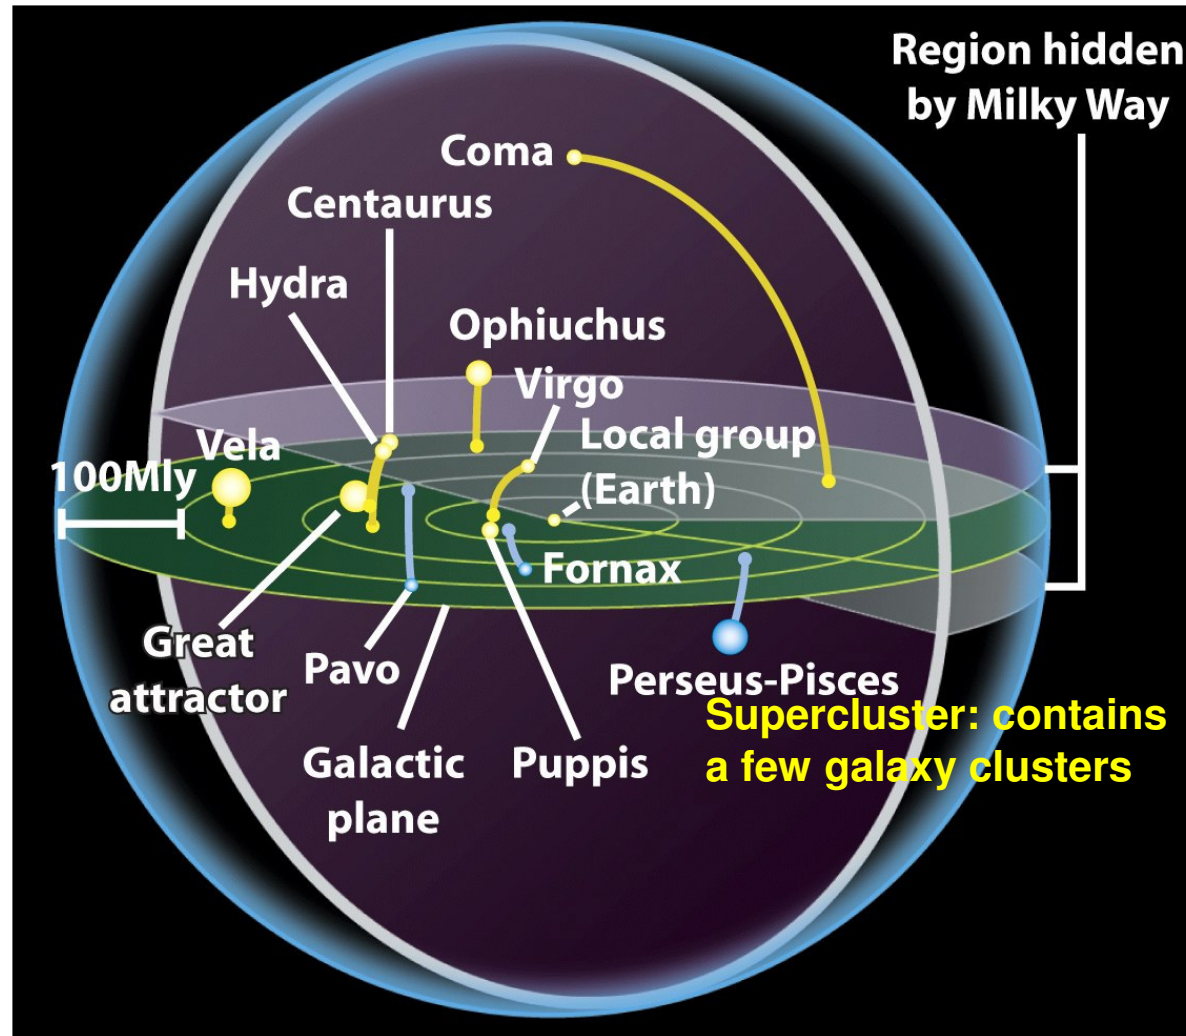 Region hidden
by Milky Way
Coma
Centaurus
Hydra
Ophiuchus
Virgo
Local group
(Earth)
Vela
100Mly
Fornax
Great
attractor
Pavo
Perseus-Pisces
Supercluster: contains
a few galaxy clusters
Galactic
plane
Puppis